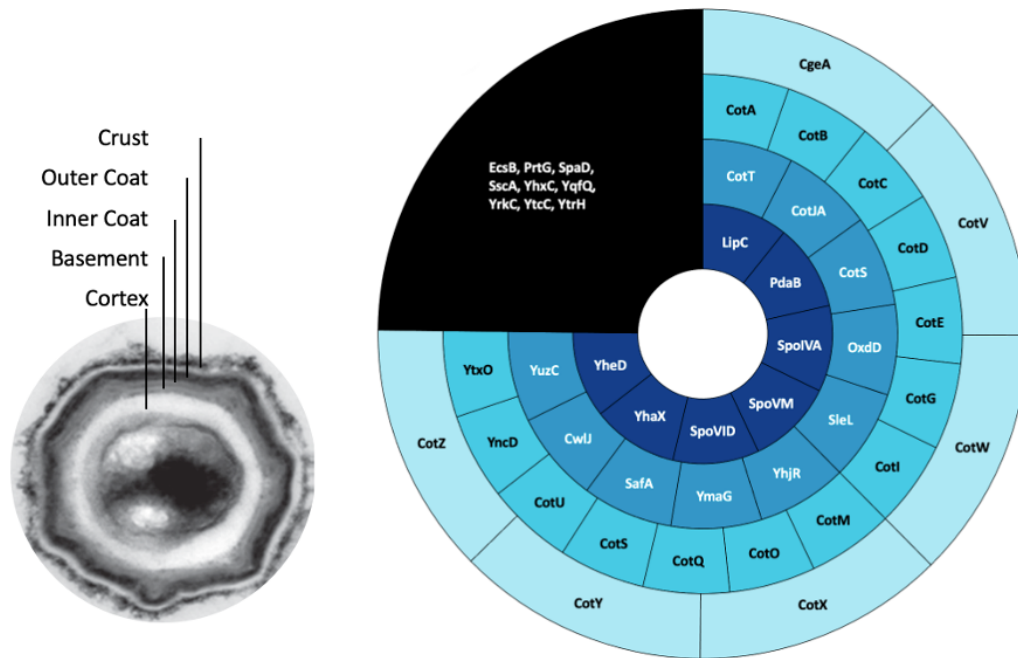 Crust
Outer Coat
Inner Coat
Basement
Cortex
EcsB, PrtG, SpaD,
SscA, YhxC, YqfQ,
YrkC, YtcC, YtrH
CgeA
CotV
CotW
CotX
CotY
CotZ
CotA
CotB
CotC
CotD
CotE
CotG
CotI
CotM
CotO
CotQ
CotS
CotU
YncD
YtxO
CotT
CotJA
CotS
OxdD
SleL
YhjR
YmaG
SafA
CwlJ
YuzC
LipC
PdaB
SpoIVA
SpoVM
SpoVID
YhaX
YheD